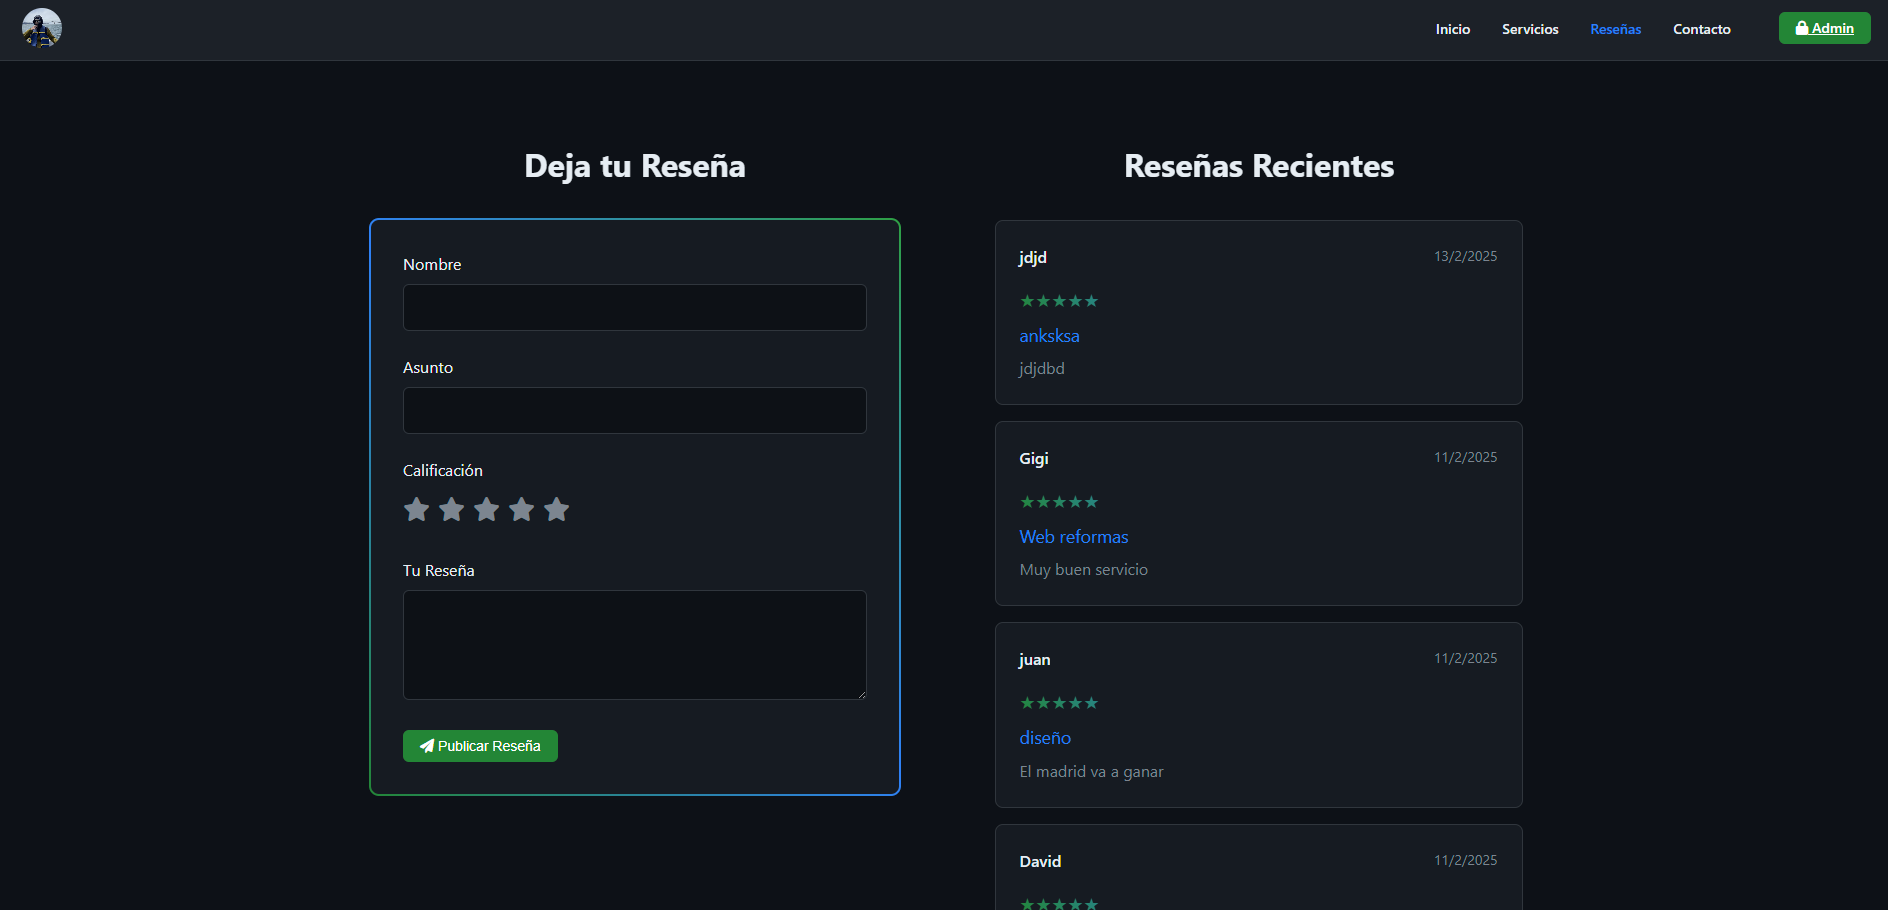 Inicio
Servicios
Reseñas
Contacto
Admin
Deja tu Reseña
Nombre
Asunto
Calificación
Tu Reseña
Publicar Reseña
Reseñas Recientes
jdjd
13/2/2025
★★★★★
anksksa
jdjdbd
Gigi
11/2/2025
★★★★★
Web reformas
Muy buen servicio
juan
11/2/2025
★★★★★
diseño
El madrid va a ganar
David
11/2/2025
★★★★★